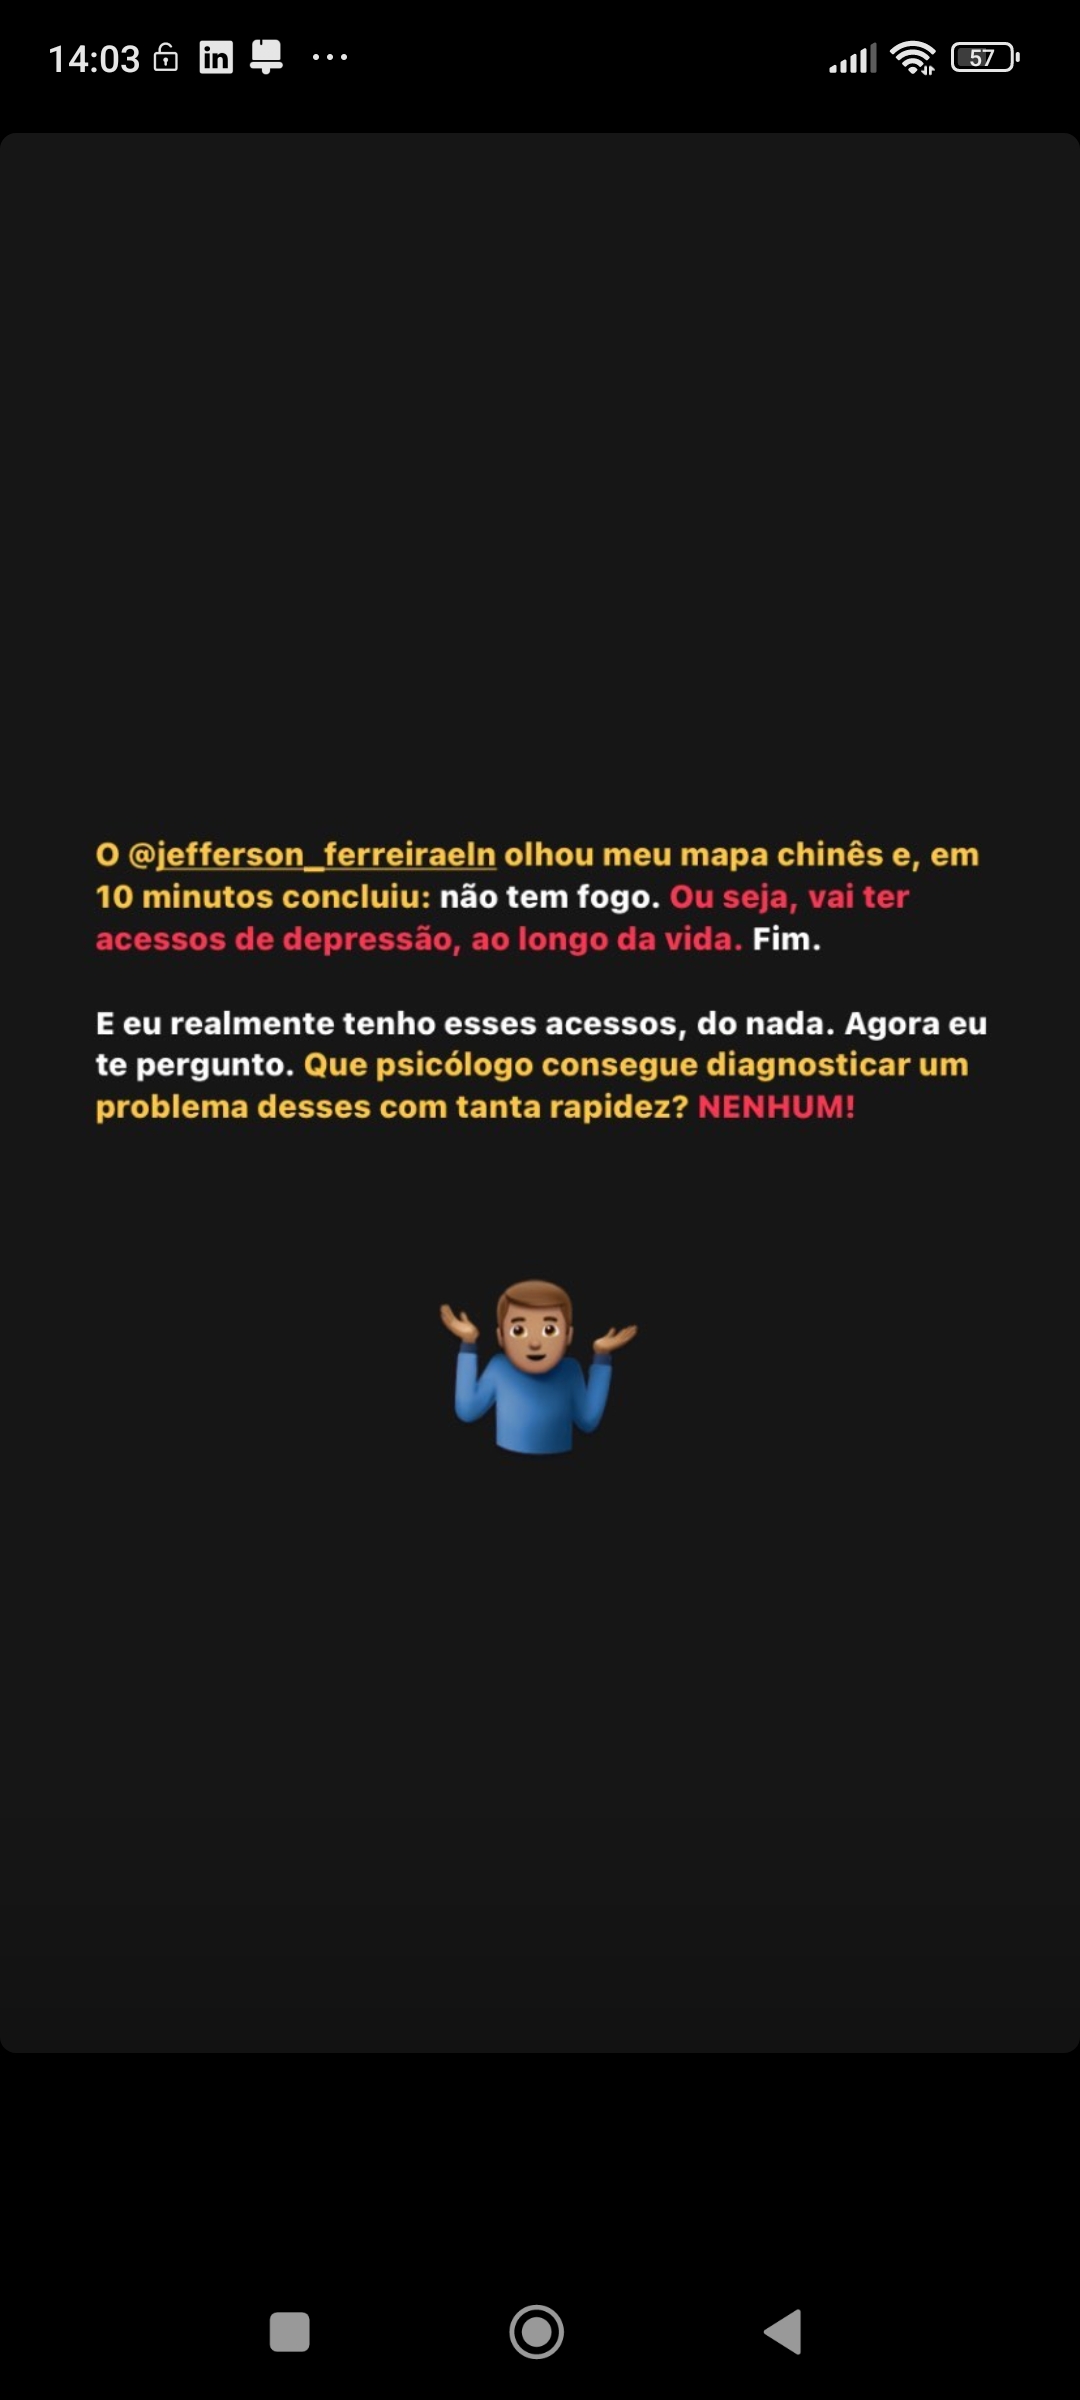 14:03
in
57
O @jefferson_ferreiraeln olhou meu mapa chinês e, em
10 minutos concluiu: não tem fogo. Ou seja, vai ter
acessos de depressão, ao longo da vida. Fim.
E eu realmente tenho esses acessos, do nada. Agora eu
te pergunto. Que psicólogo consegue diagnosticar um
problema desses com tanta rapidez? NENHUM!